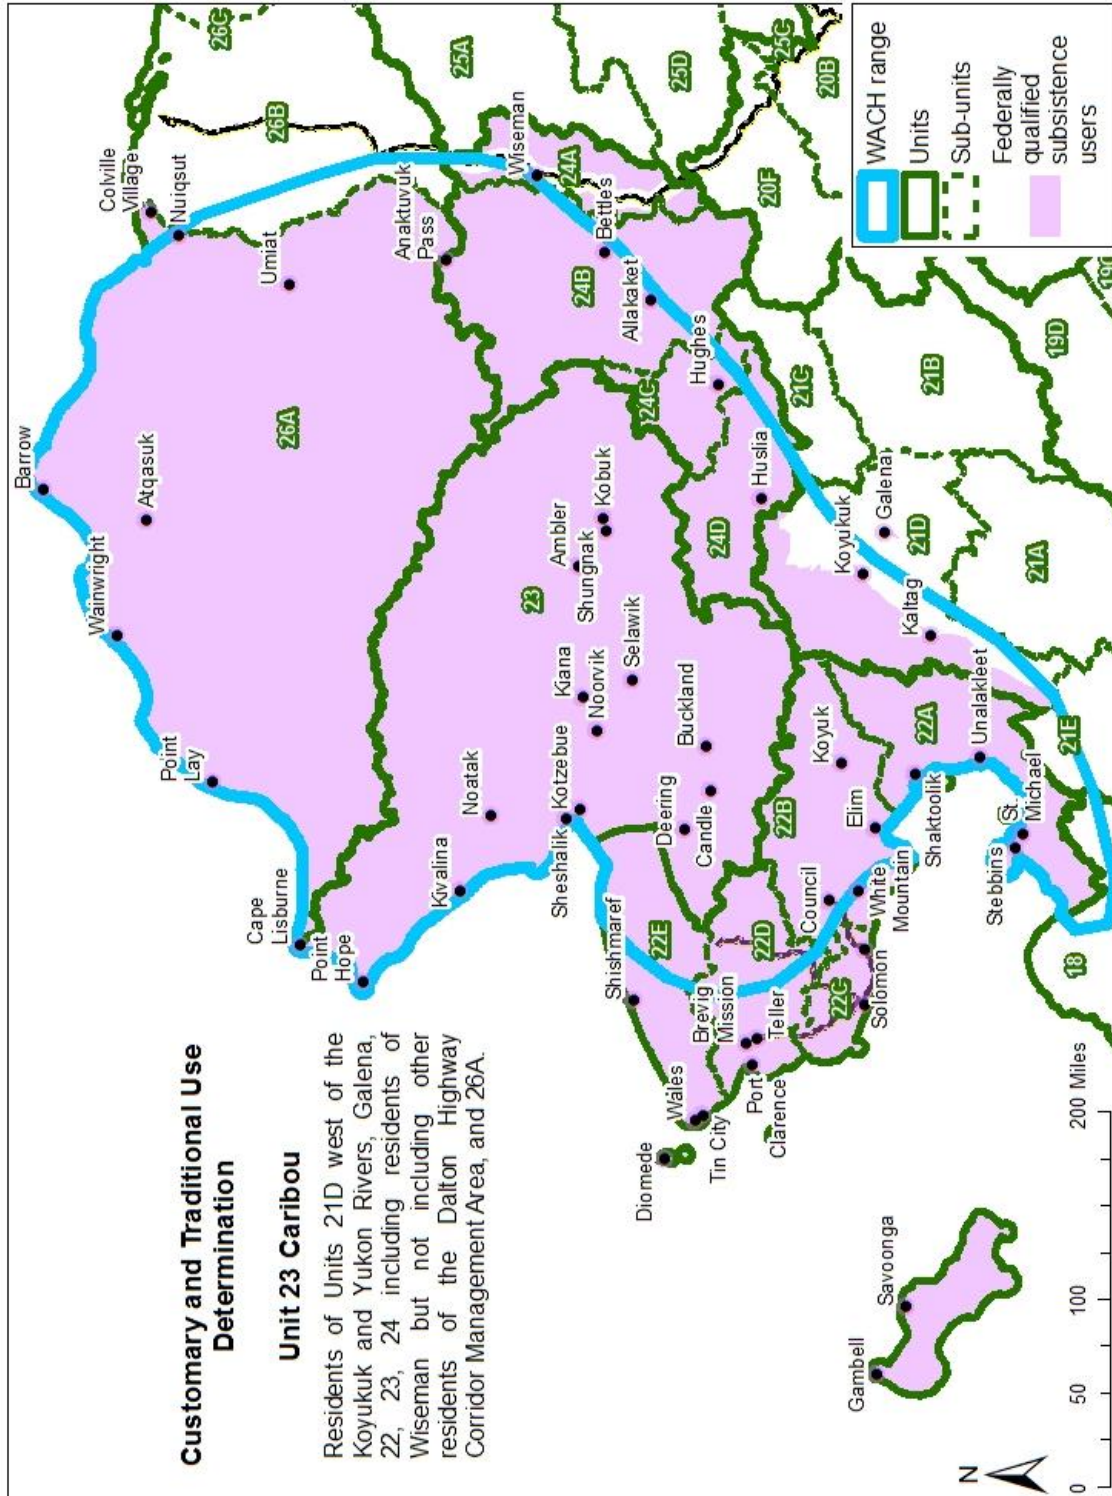 Customary and Traditional Use
Determination
Unit 23 Caribou
Residents of Units 21D west of the
Koyukuk and Yukon Rivers, Galena,
22, 23, 24 including residents of
Wiseman but not including other
residents of the Dalton Highway
Corridor Management Area, and 26A.
Barrow
Wainwright
Atqasuk
Point
Lay
Cape
Lisburne
Point
Hope
Colville
Village
Nuiqsut
Umiat
Anaktuvuk
Pass
Wiseman
Bettles
Allakaket
Hughes
Huslia
Koyukuk
Galena
Kaltag
Unalakleet
St.
Michael
Stebbins
Shaktoolik
Koyuk
Elim
White
Mountain
Council
Solomon
Teller
Brevig
Mission
Port
Clarence
Tin City
Wales
Diomede
Shishmaref
Deering
Candle
Buckland
Selawik
Noorvik
Kiana
Ambler
Shungnak
Kobuk
Kotzebue
Sheshalik
Noatak
Kivalina
Savoonga
Gambell
26A
26B
26C
25A
25D
25C
20B
20F
24A
24B
24C
24D
23
22E
22D
22C
22B
22A
21E
21D
21C
21B
21A
19D
19C
18
N
0 50 100 200 Miles
WACH range
Units
Sub-units
Federally
qualified
subsistence
users